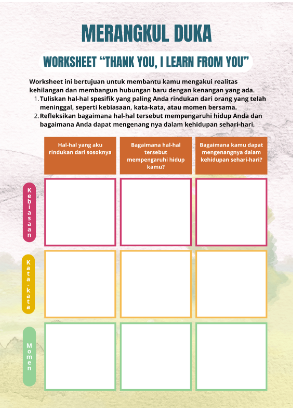 MERANGKUL DUKA
WORKSHEET “THANK YOU, I LEARN FROM YOU”
Worksheet ini bertujuan untuk membantu kamu mengakui realitas
kehilangan dan membangun hubungan baru dengan kenangan yang ada.
1.Tuliskan hal-hal spesifik yang paling Anda rindukan dari orang yang telah
meninggal, seperti kebiasaan, kata-kata, atau momen bersama.
2.Refleksikan bagaimana hal-hal tersebut mempengaruhi hidup Anda dan
bagaimana Anda dapat mengenang nya dalam kehidupan sehari-hari.
Hal-hal yang aku
rindukan dari sosoknya
Bagaimana hal-hal
tersebut
mempengaruhi hidup
kamu?
Bagaimana kamu dapat
mengenangnya dalam
kehidupan sehari-hari?
Kebiasaan
Kata-kata
Momen